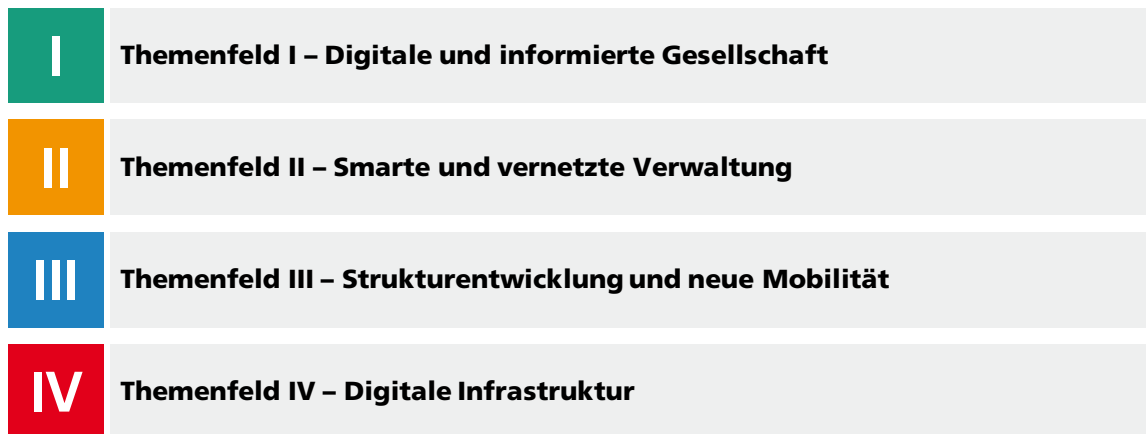 I
Themenfeld I – Digitale und informierte Gesellschaft
II
Themenfeld II – Smarte und vernetzte Verwaltung
III
Themenfeld III – Strukturentwicklung und neue Mobilität
IV
Themenfeld IV – Digitale Infrastruktur